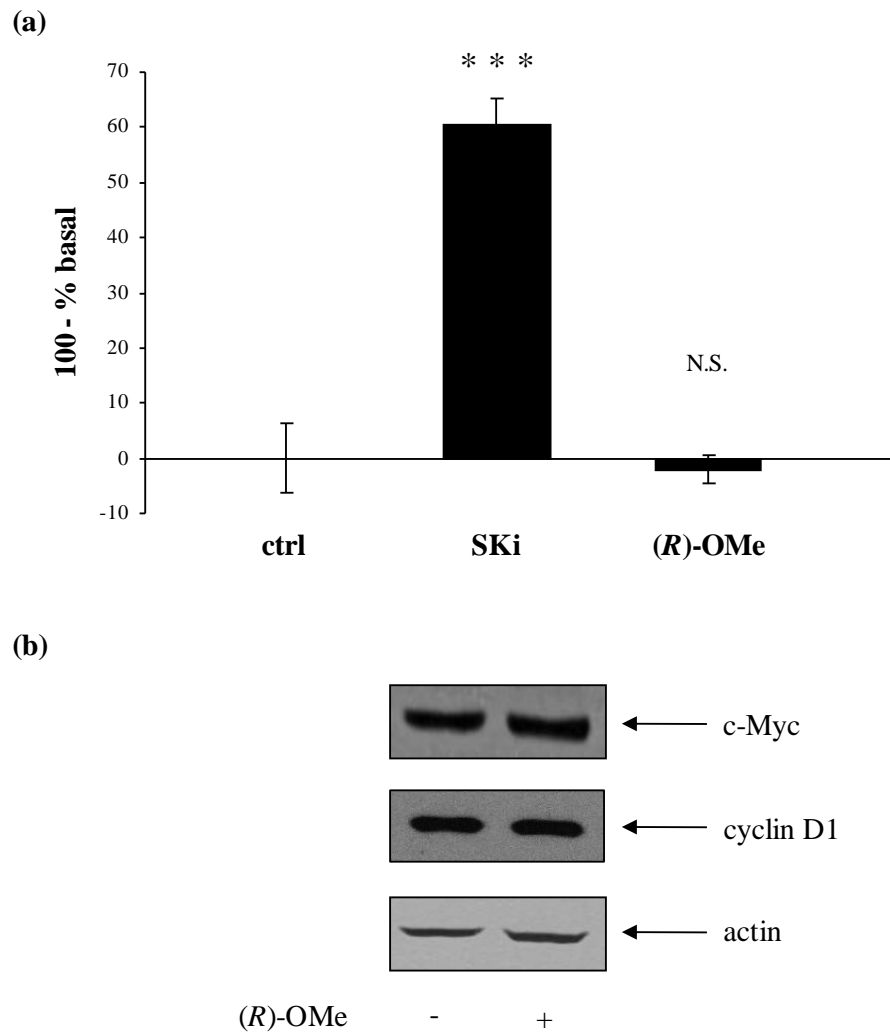 (a)
* * *
70
60
50
40
30
20
10
0
-10
100 - % basal
N.S.
ctrl SKi (R)-OMe
(b)
c-Myc
cyclin D1
actin
(R)-OMe - +